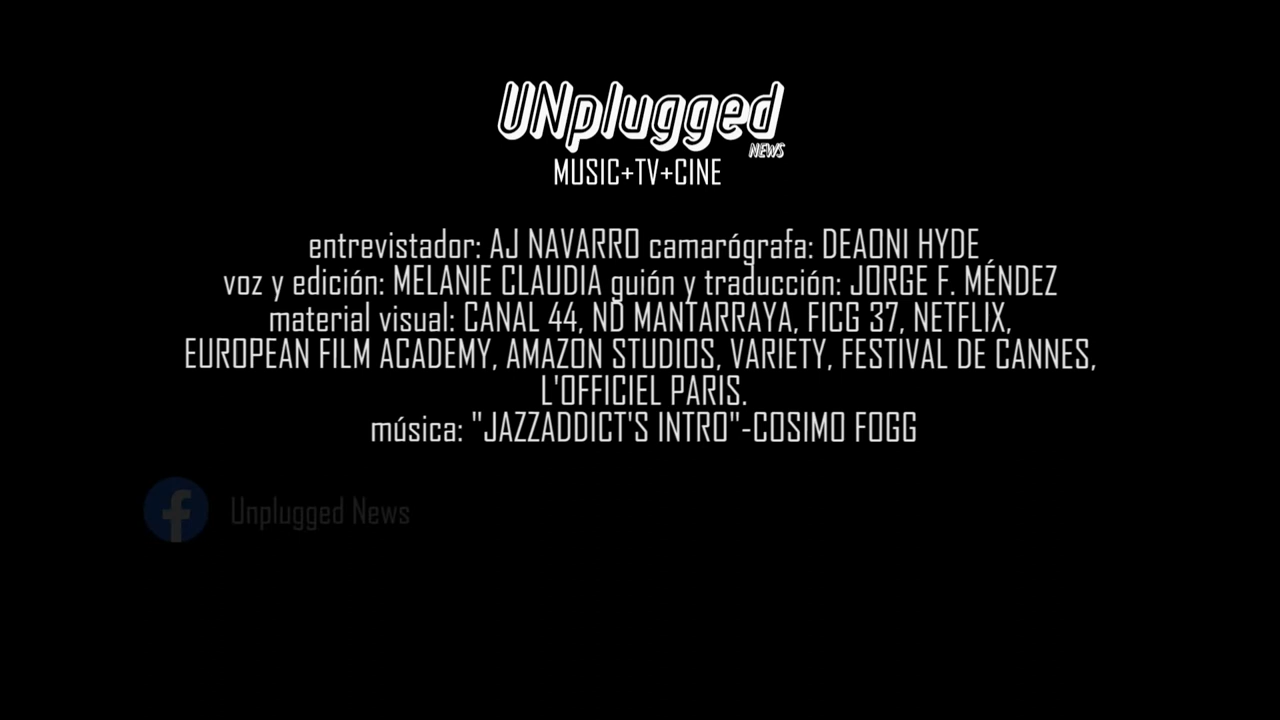 UNplugged
NEWS
MUSIC+TV+CINE
entrevistador: AJ NAVARRO camarógrafa: DEAONI HYDE
voz y edición: MELANIE CLAUDIA guión y traducción: JORGE F. MÉNDEZ
material visual: CANAL 44, ND MANTARRAYA, FICG 37, NETFLIX,
EUROPEAN FILM ACADEMY, AMAZON STUDIOS, VARIETY, FESTIVAL DE CANNES,
L'OFFICIEL PARIS.
música: "JAZZADDICT'S INTRO"-COSIMO FOGG
Unplugged News